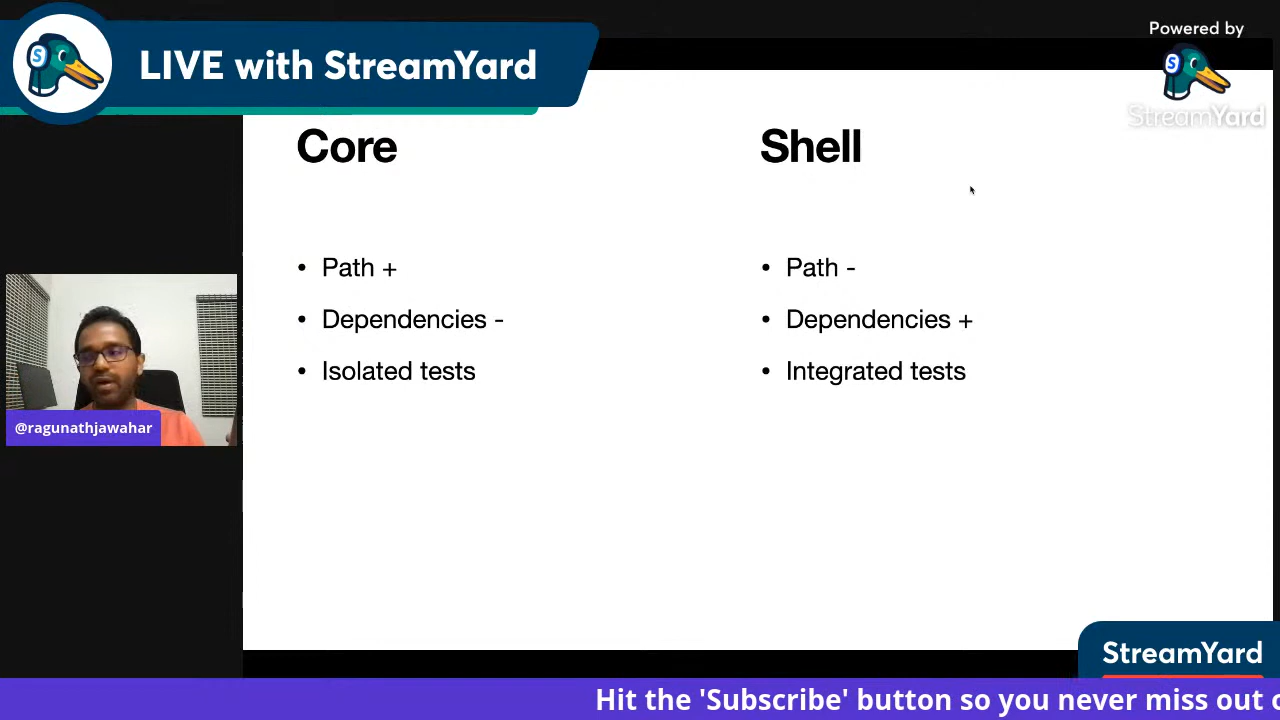 LIVE with StreamYard
Powered by
StreamYard
Core
Shell
• Path +
• Dependencies -
• Isolated tests
• Path -
• Dependencies +
• Integrated tests
@ragunathjawahar
StreamYard
Hit the 'Subscribe' button so you never miss out